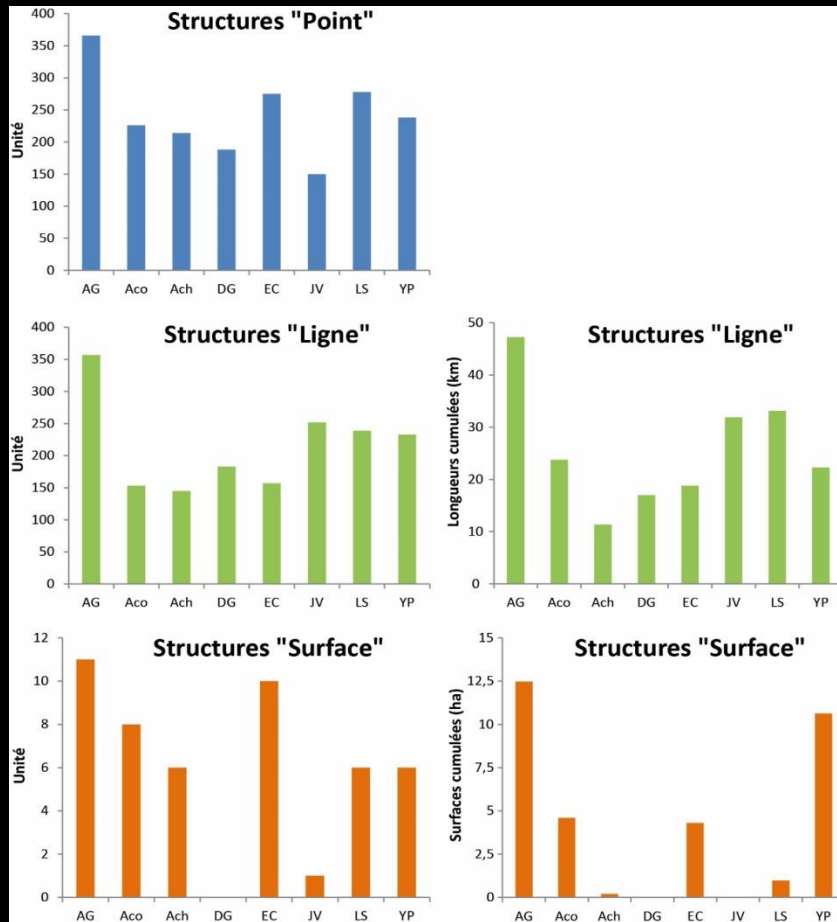 Structures "Point"
Unité
400
350
300
250
200
150
100
50
0
AG Aco Ach DG EC JV LS YP
Structures "Ligne"
Unité
400
350
300
250
200
150
100
50
0
AG Aco Ach DG EC JV LS YP
Structures "Ligne"
Longueurs cumulées (km)
50
40
30
20
10
0
AG Aco Ach DG EC JV LS YP
Structures "Surface"
Unité
12
10
8
6
4
2
0
AG Aco Ach DG EC JV LS YP
Structures "Surface"
Surfaces cumulées (ha)
15
12,5
10
7,5
5
2,5
0
AG Aco Ach DG EC JV LS YP